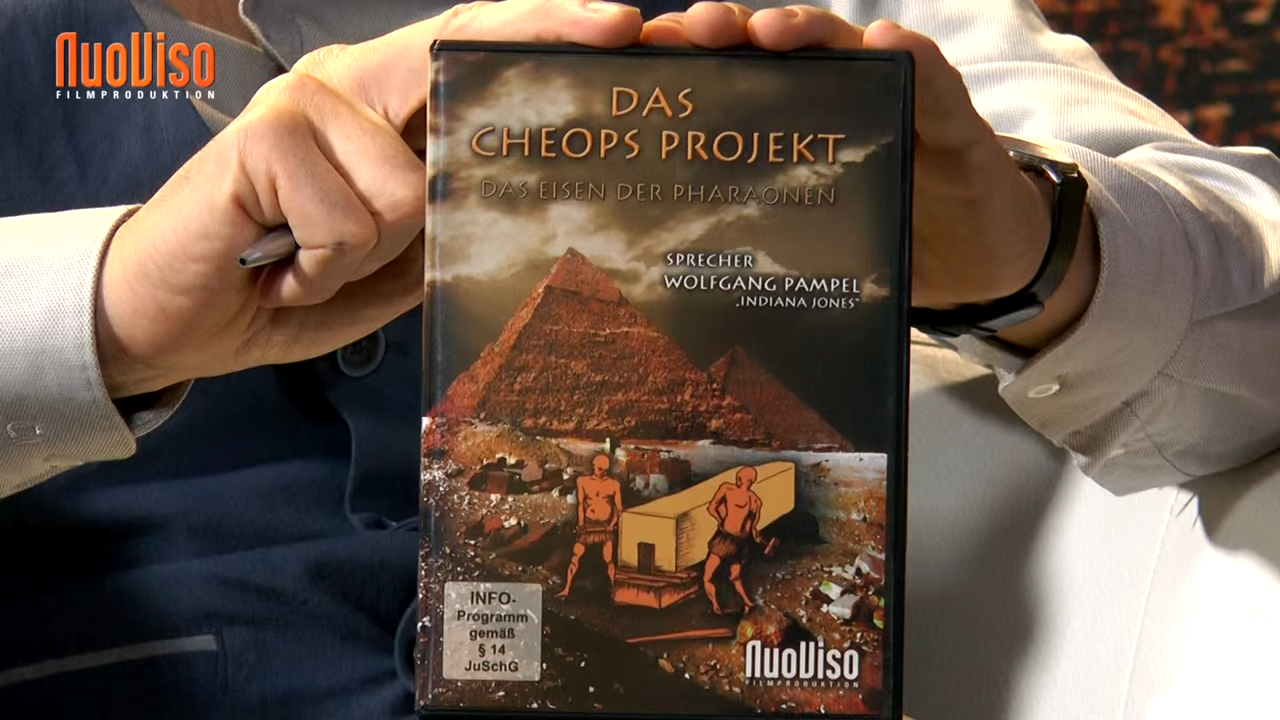 NuoViso
FILMPRODUKTION
DAS
CHEOPS PROJEKT
DAS EISEN DER PHARAONEN
SPRECHER
WOLFGANG PAMPEL
„INDIANA JONES“
INFO-
Programm
gemäß
§ 14
JuSchG
NuoViso
FILMPRODUKTION